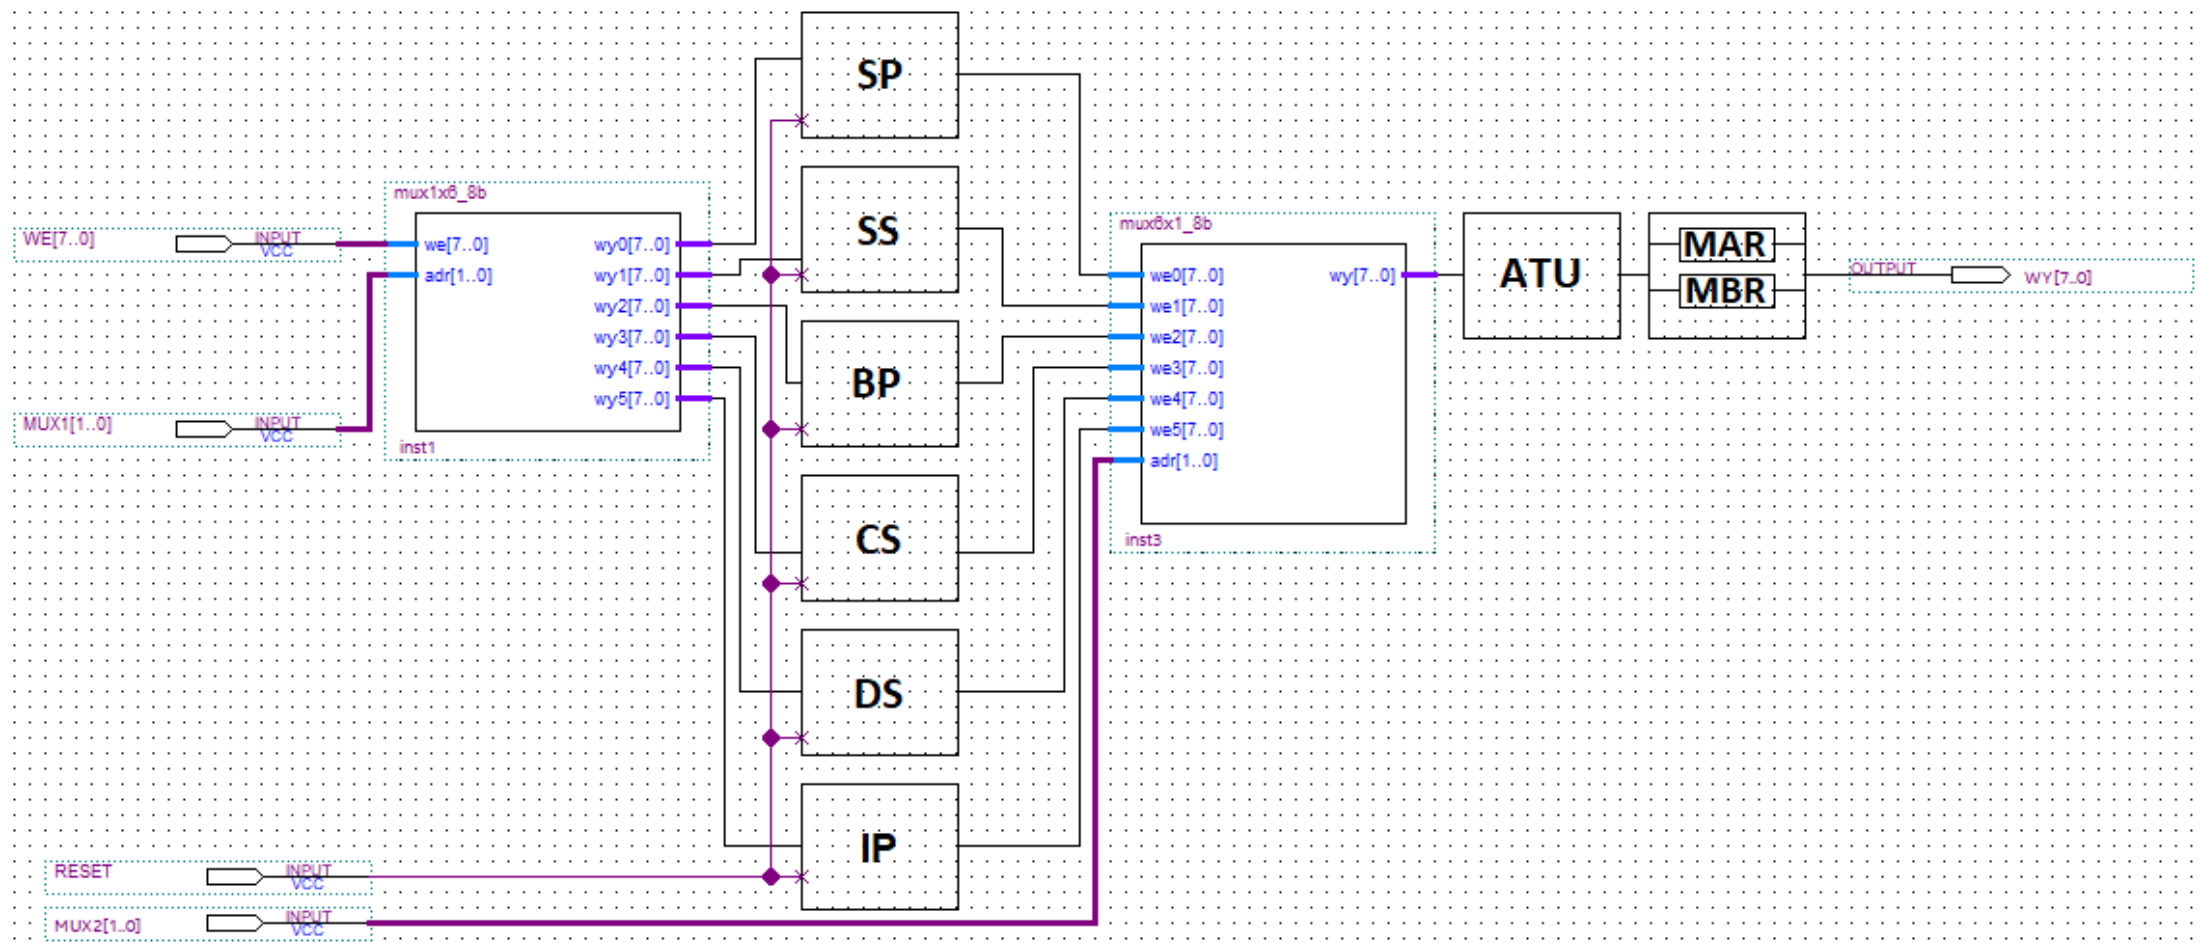 SP
mux1x6_8b
SS
WE[7..0]
INPUT
VCC
we[7..0]
wy0[7..0]
adr[1..0]
wy1[7..0]
wy2[7..0]
wy3[7..0]
wy4[7..0]
wy5[7..0]
MUX1[1..0]
INPUT
VCC
inst1
BP
CS
DS
IP
mux6x1_8b
we0[7..0]
wy[7..0]
we1[7..0]
we2[7..0]
we3[7..0]
we4[7..0]
we5[7..0]
adr[1..0]
inst3
ATU
MAR
MBR
OUTPUT
WY[7..0]
RESET
INPUT
VCC
MUX2[1..0]
INPUT
VCC